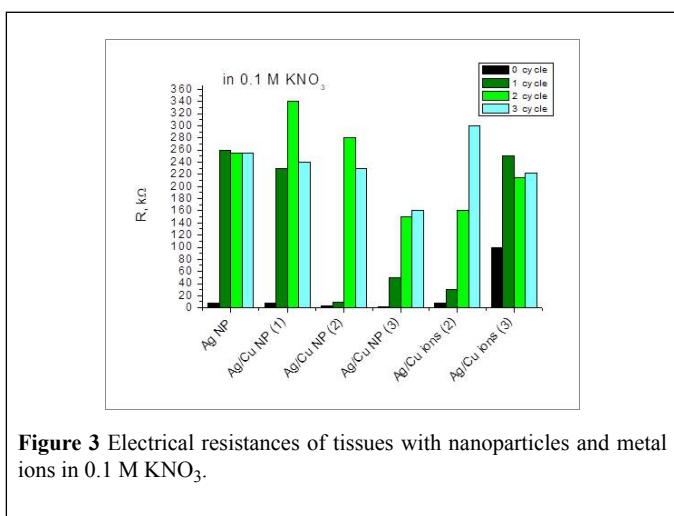 in 0.1 M KNO3
0 cycle
1 cycle
2 cycle
3 cycle
360
340
320
300
280
260
240
220
200
180
160
140
120
100
80
60
40
20
0
R, kΩ
Ag NP
Ag/Cu NP (1)
Ag/Cu NP (2)
Ag/Cu NP (3)
Ag/Cu ions (2)
Ag/Cu ions (3)
Figure 3 Electrical resistances of tissues with nanoparticles and metal
ions in 0.1 M KNO₃.